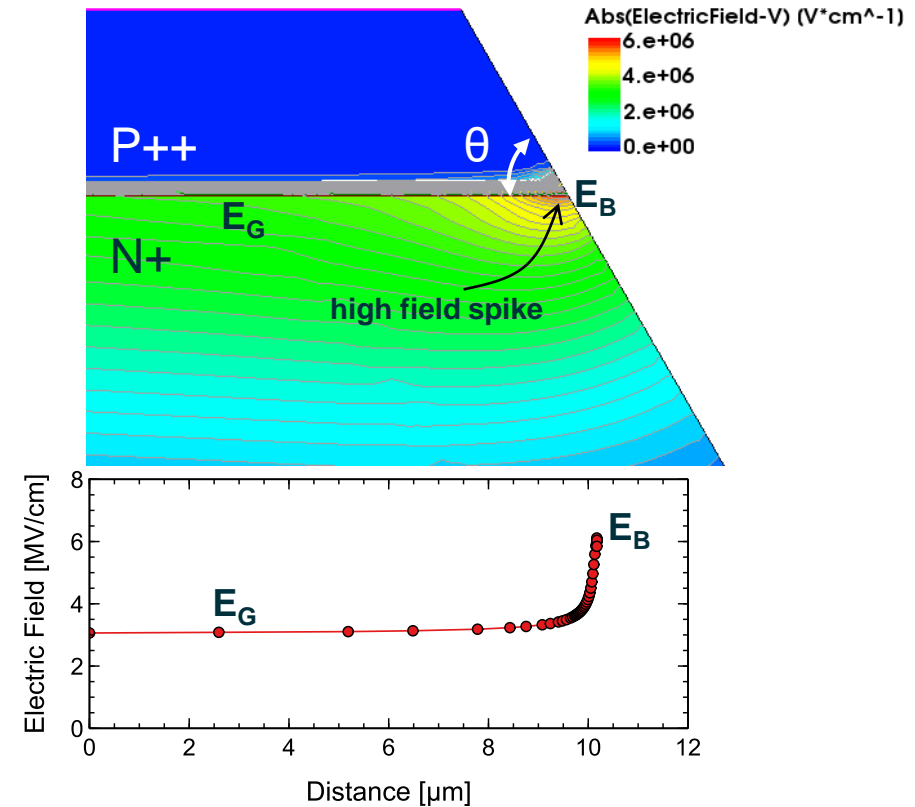 Abs(ElectricField-V) (V*cm^-1)
6.e+06
4.e+06
2.e+06
0.e+00
P++
θ
E_B
E_G
N+
high field spike
Electric Field [MV/cm]
8
6
4
2
0
E_B
E_G
0 2 4 6 8 10 12
Distance [μm]